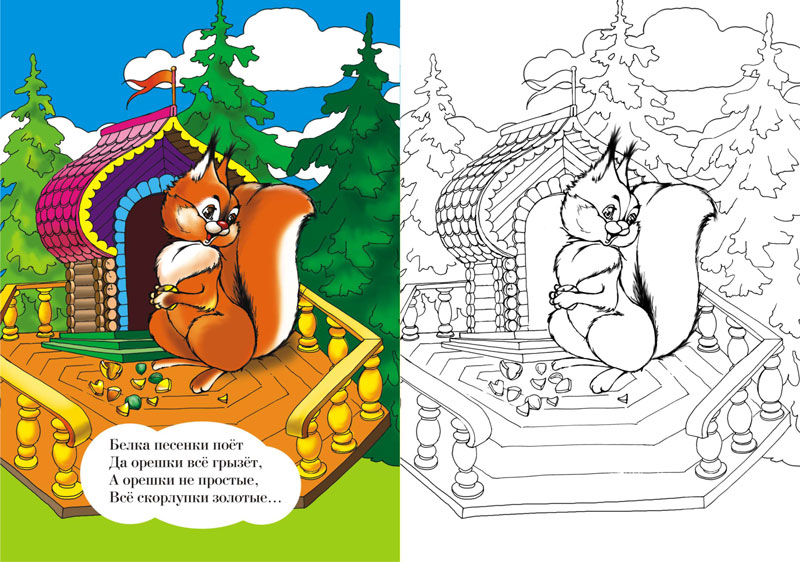 Белка песенки поёт
Да орешки всё грызёт,
А орешки не простые,
Всё скорлупки золотые...